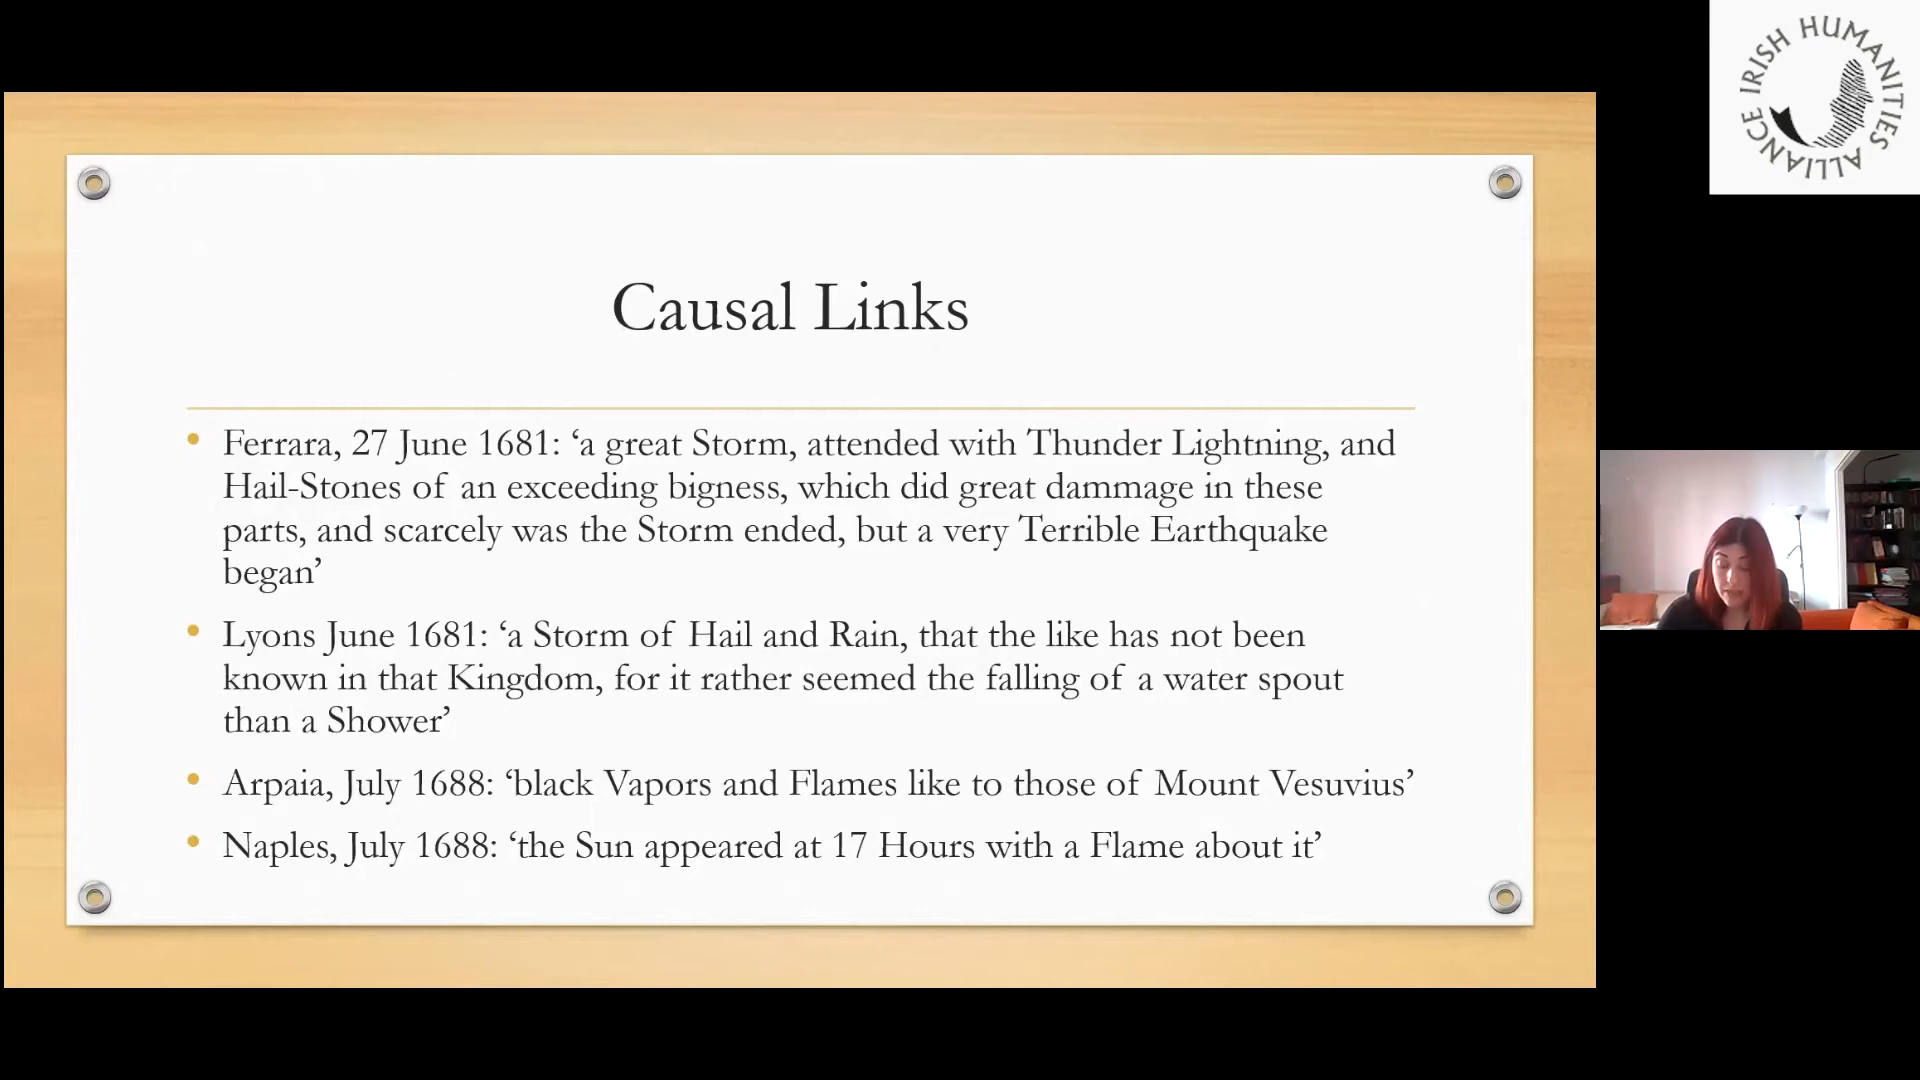 IRISH HUMANITIES ALLIANCE
Causal Links
• Ferrara, 27 June 1681: ‘a great Storm, attended with Thunder Lightning, and
Hail-Stones of an exceeding bigness, which did great dammage in these
parts, and scarcely was the Storm ended, but a very Terrible Earthquake
began’
• Lyons June 1681: ‘a Storm of Hail and Rain, that the like has not been
known in that Kingdom, for it rather seemed the falling of a water spout
than a Shower’
• Arpaia, July 1688: ‘black Vapors and Flames like to those of Mount Vesuvius’
• Naples, July 1688: ‘the Sun appeared at 17 Hours with a Flame about it’